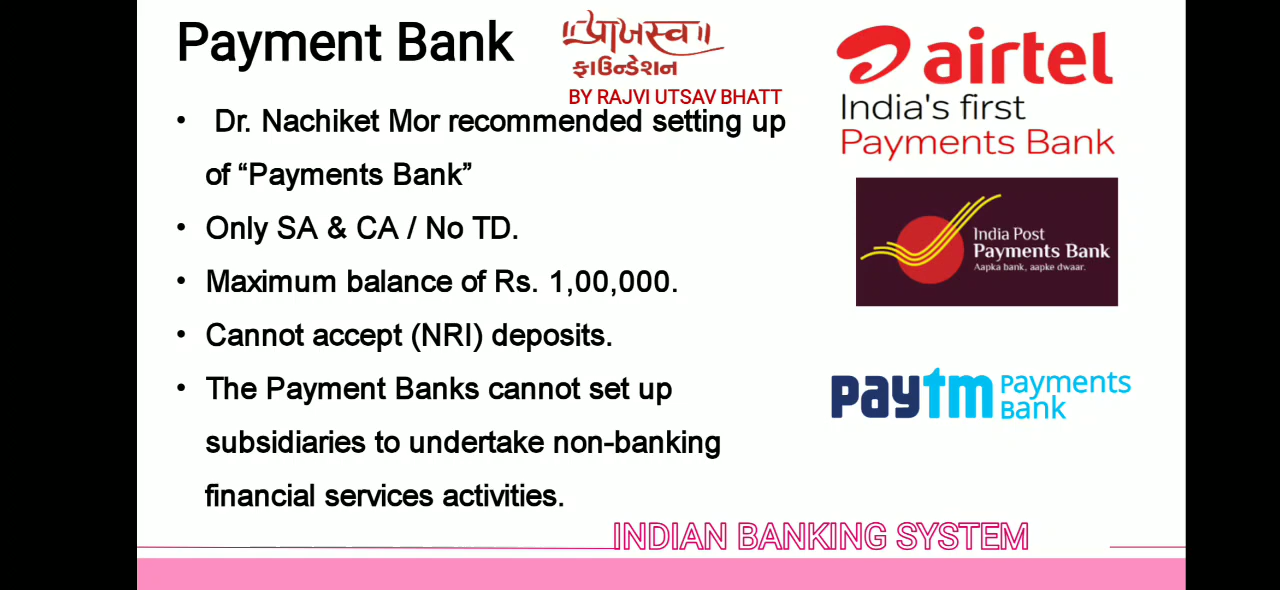 Payment Bank
॥प्राજસ્વ॥
ફાઉન્ડેશન
BY RAJVI UTSAV BHATT
• Dr. Nachiket Mor recommended setting up
of “Payments Bank”
• Only SA & CA / No TD.
• Maximum balance of Rs. 1,00,000.
• Cannot accept (NRI) deposits.
• The Payment Banks cannot set up
subsidiaries to undertake non-banking
financial services activities.
airtel
India's first
Payments Bank
India Post
Payments Bank
Aapka bank, aapke dwaar.
paytm payments
Bank
INDIAN BANKING SYSTEM